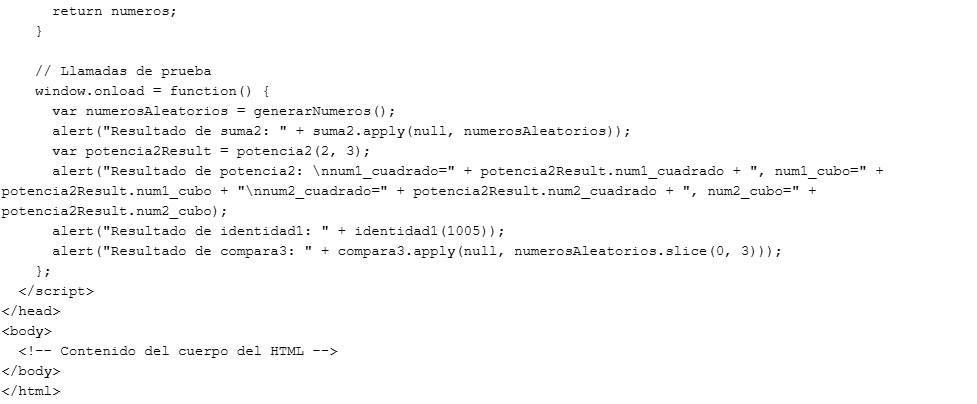 return numeros;
}
// Llamadas de prueba
window.onload = function() {
var numerosAleatorios = generarNumeros();
alert("Resultado de suma2: " + suma2.apply(null, numerosAleatorios));
var potencia2Result = potencia2(2, 3);
alert("Resultado de potencia2: \nnum1_cuadrado=" + potencia2Result.num1_cuadrado + ", num1_cubo=" +
potencia2Result.num1_cubo + "\nnum2_cuadrado=" + potencia2Result.num2_cuadrado + ", num2_cubo=" +
potencia2Result.num2_cubo);
alert("Resultado de identidad1: " + identidad1(1005));
alert("Resultado de compara3: " + compara3.apply(null, numerosAleatorios.slice(0, 3)));
};
</script>
</head>
<body>
<!-- Contenido del cuerpo del HTML -->
</body>
</html>